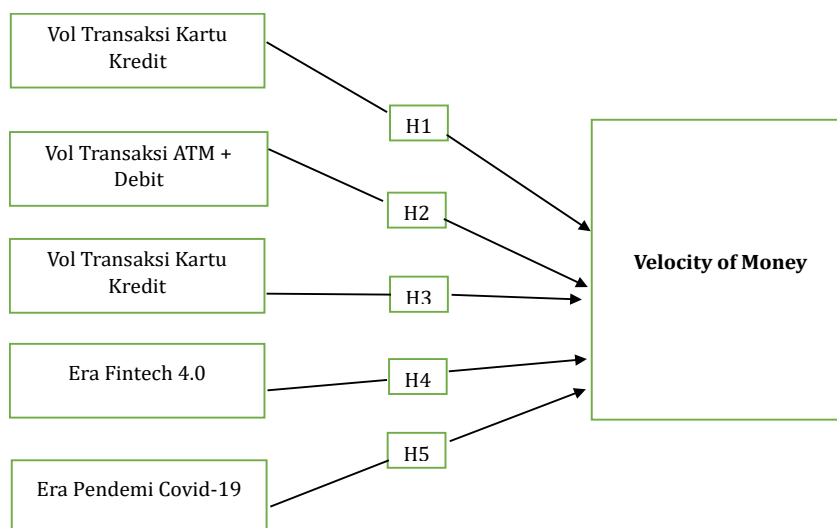 Vol Transaksi Kartu
Kredit
H1
Vol Transaksi ATM +
Debit
H2
Vol Transaksi Kartu
Kredit
H3
Velocity of Money
Era Fintech 4.0
H4
Era Pendemi Covid-19
H5